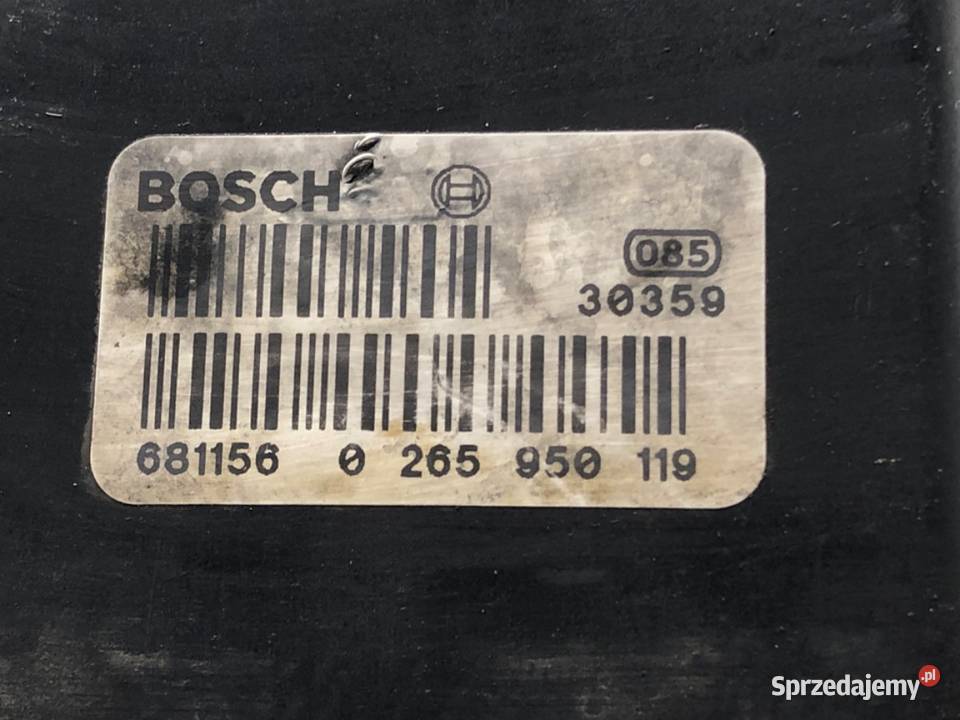 BOSCH
085
30359
681156 0 265 950 119
Sprzedajemy.pl